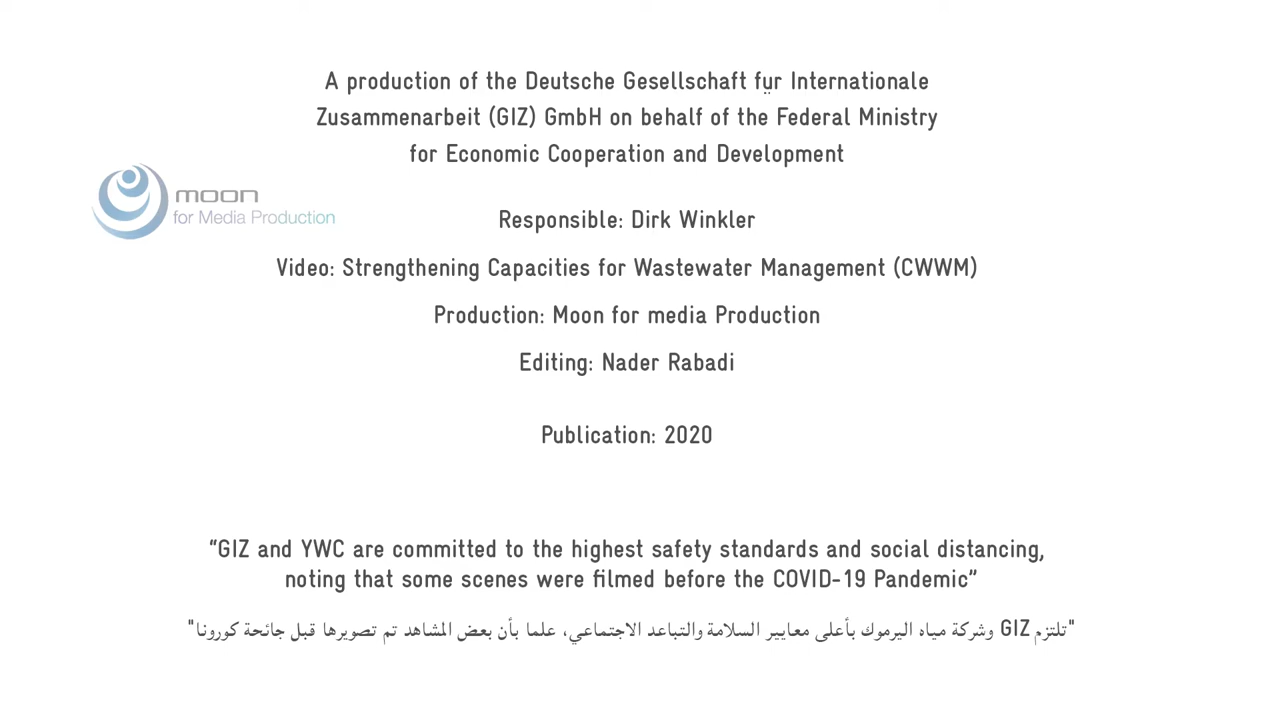 A production of the Deutsche Gesellschaft für Internationale
Zusammenarbeit (GIZ) GmbH on behalf of the Federal Ministry
for Economic Cooperation and Development
moon
for Media Production
Responsible: Dirk Winkler
Video: Strengthening Capacities for Wastewater Management (CWWM)
Production: Moon for media Production
Editing: Nader Rabadi
Publication: 2020
“GIZ and YWC are committed to the highest safety standards and social distancing,
noting that some scenes were filmed before the COVID-19 Pandemic”
"تلتزم GIZ وشركة مياه اليرموك بأعلى معايير السلامة والتباعد الاجتماعي، علما بأن بعض المشاهد تم تصويرها قبل جائحة كورونا"